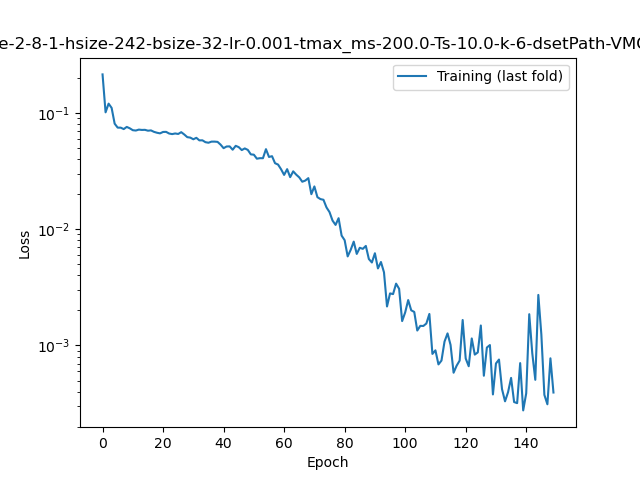 e-2-8-1-hsize-242-bsize-32-lr-0.001-tmax_ms-200.0-Ts-10.0-k-6-dsetPath-VMC
Training (last fold)
Loss
10⁻¹
10⁻²
10⁻³
0 20 40 60 80 100 120 140
Epoch